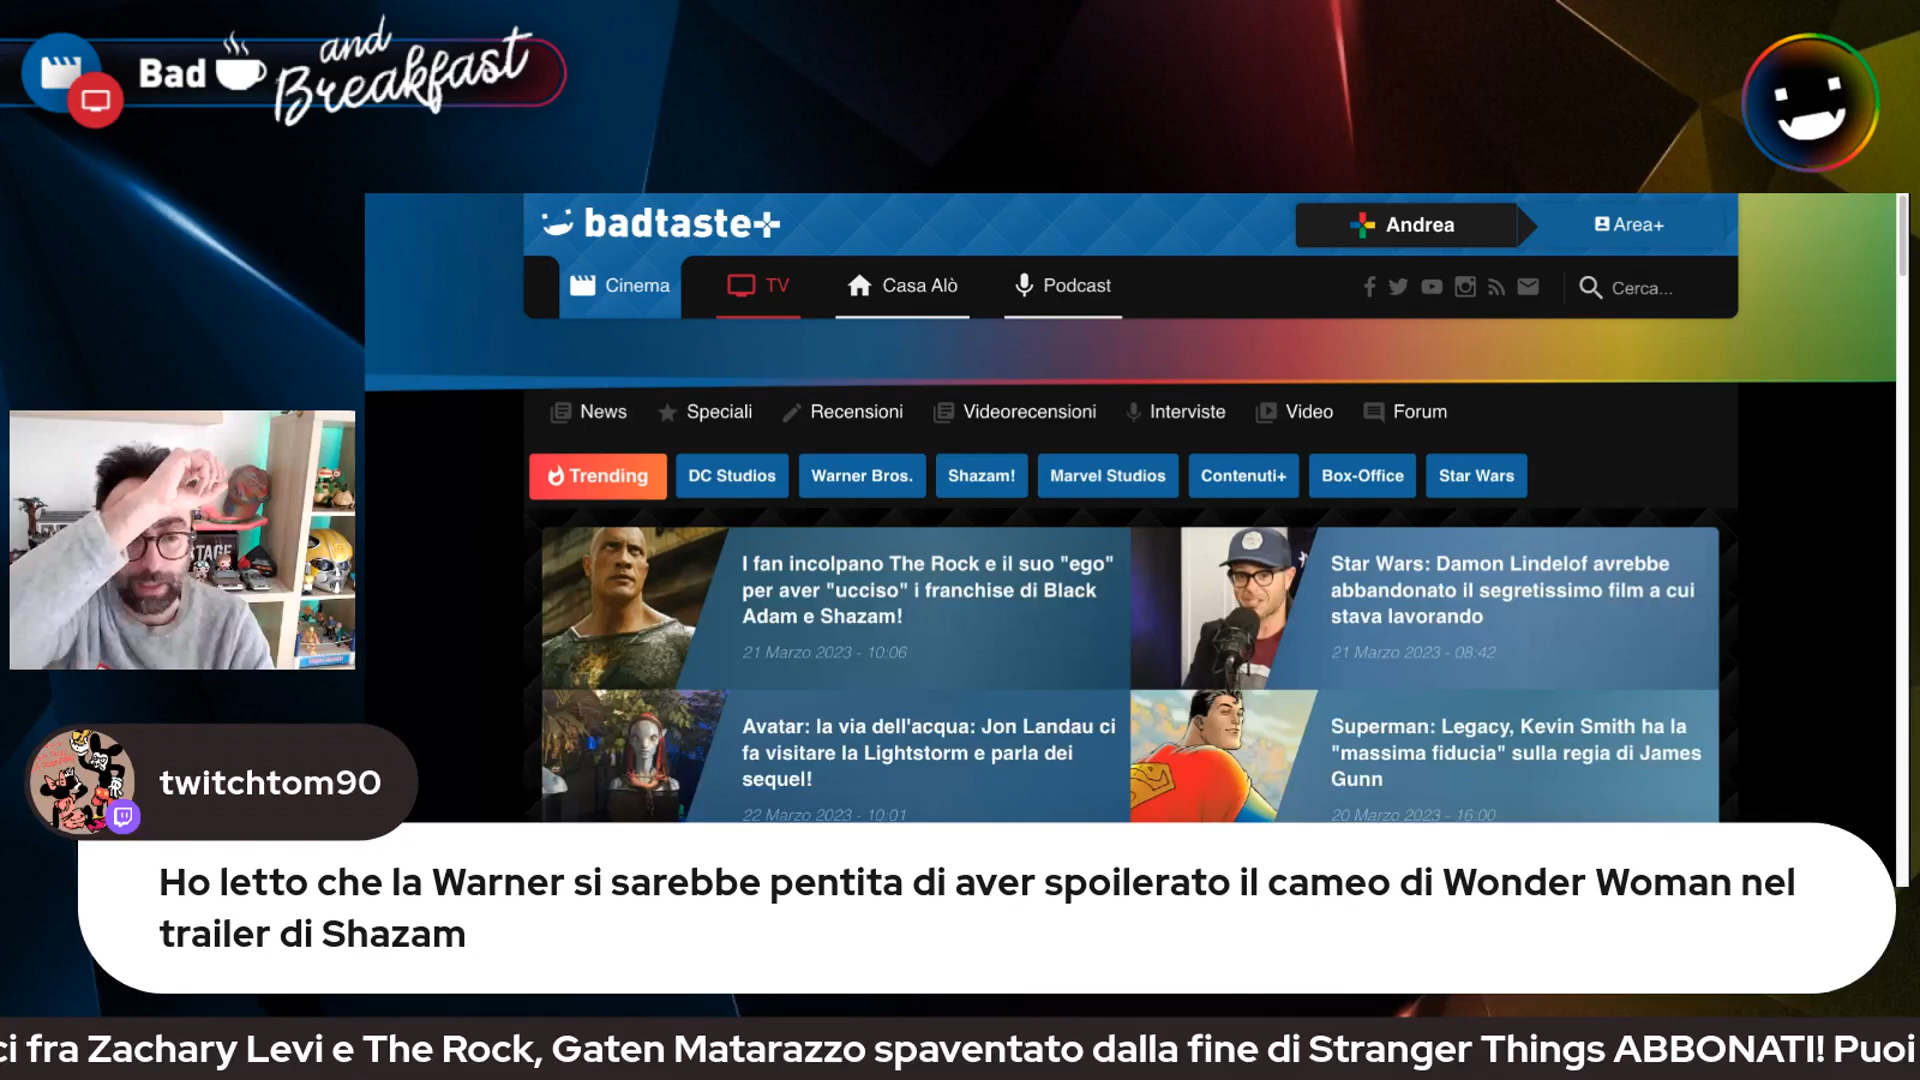 Bad and Breakfast
badtaste+
Andrea
Area+
Cinema
TV
Casa Alò
Podcast
Cerca...
News
Speciali
Recensioni
Videorecensioni
Interviste
Video
Forum
Trending
DC Studios
Warner Bros.
Shazam!
Marvel Studios
Contenuti+
Box-Office
Star Wars
I fan incolpano The Rock e il suo "ego"
per aver "ucciso" i franchise di Black
Adam e Shazam!
21 Marzo 2023 - 10:06
Star Wars: Damon Lindelof avrebbe
abbandonato il segretissimo film a cui
stava lavorando
21 Marzo 2023 - 08:42
Avatar: la via dell'acqua: Jon Landau ci
fa visitare la Lightstorm e parla dei
sequel!
22 Marzo 2023 - 10:01
Superman: Legacy, Kevin Smith ha la
"massima fiducia" sulla regia di James
Gunn
20 Marzo 2023 - 16:00
twitchtom90
Ho letto che la Warner si sarebbe pentita di aver spoilerato il cameo di Wonder Woman nel
trailer di Shazam
ci fra Zachary Levi e The Rock, Gaten Matarazzo spaventato dalla fine di Stranger Things ABBONATI! Puoi